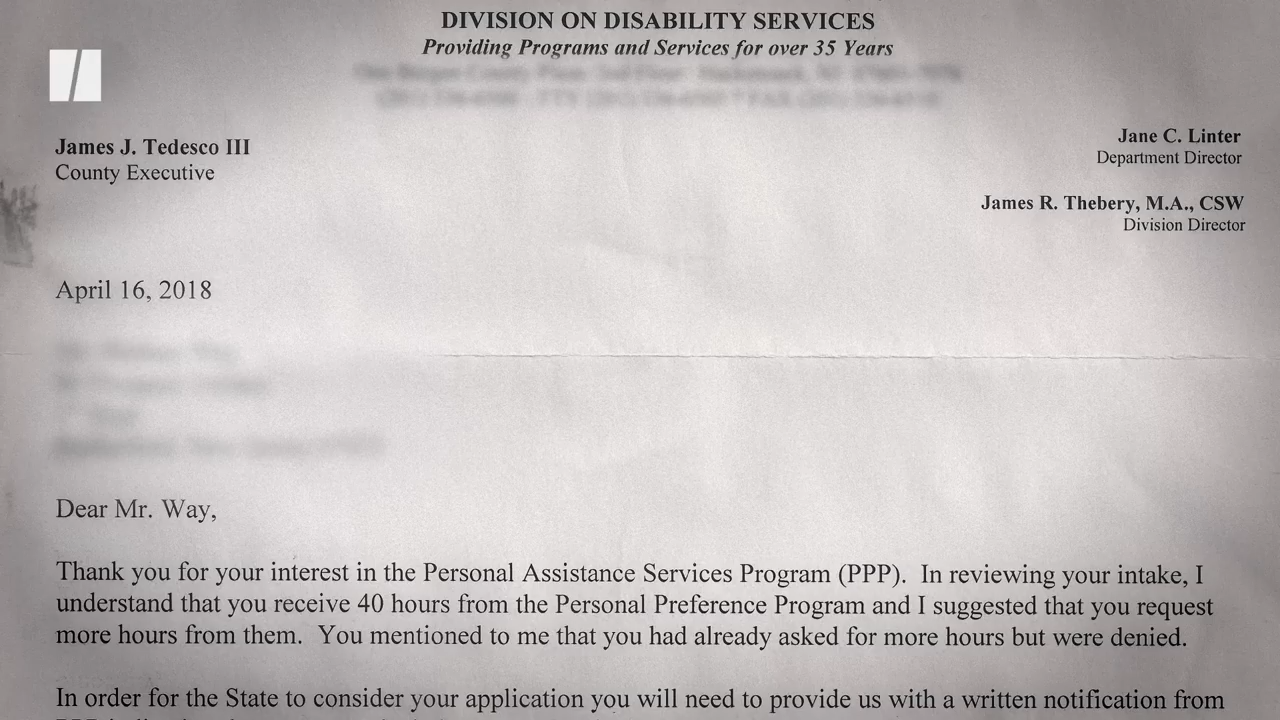 DIVISION ON DISABILITY SERVICES
Providing Programs and Services for over 35 Years
James J. Tedesco III
County Executive
Jane C. Linter
Department Director
James R. Thebery, M.A., CSW
Division Director
April 16, 2018
Dear Mr. Way,
Thank you for your interest in the Personal Assistance Services Program (PPP). In reviewing your intake, I
understand that you receive 40 hours from the Personal Preference Program and I suggested that you request
more hours from them. You mentioned to me that you had already asked for more hours but were denied.
In order for the State to consider your application you will need to provide us with a written notification from